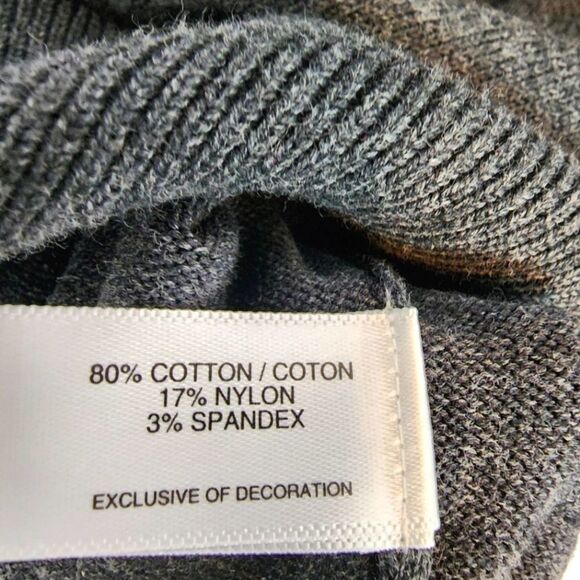 80% COTTON / COTON
17% NYLON
3% SPANDEX
EXCLUSIVE OF DECORATION